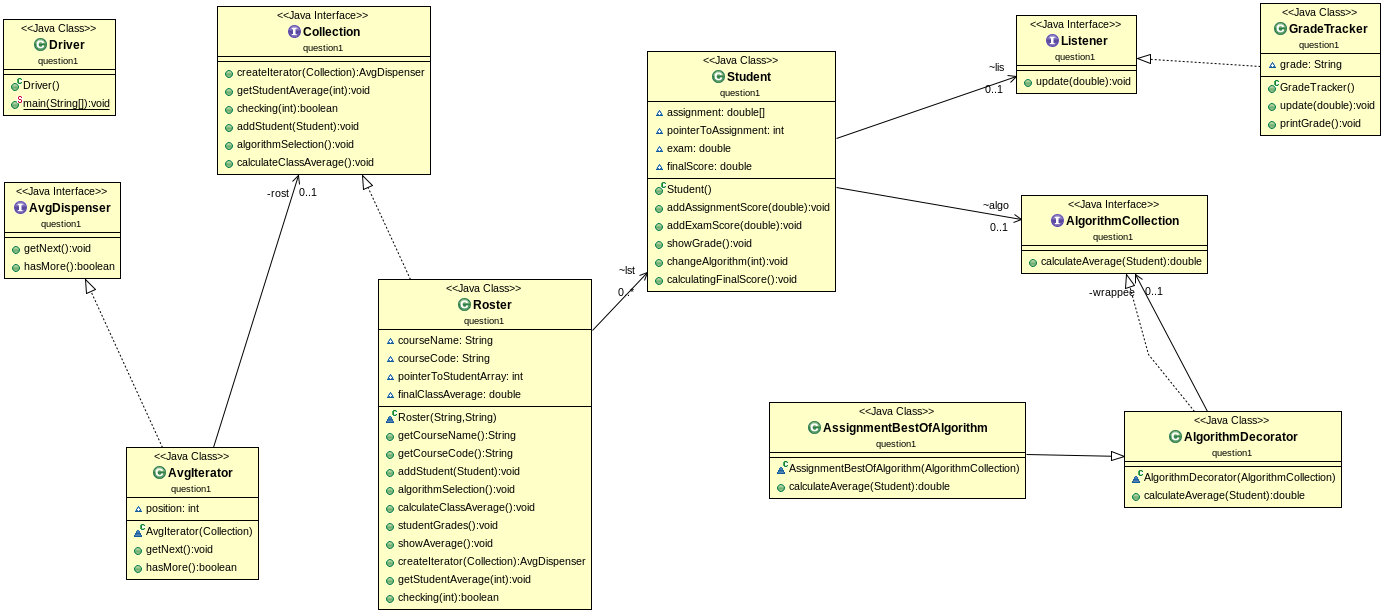 <<Java Class>>
Driver
question1
Driver()
main(String[]):void
<<Java Interface>>
Collection
question1
createIterator(Collection):AvgDispenser
getStudentAverage(int):void
checking(int):boolean
addStudent(Student):void
algorithmSelection():void
calculateClassAverage():void
<<Java Class>>
Student
question1
assignment: double[]
pointerToAssignment: int
exam: double
finalScore: double
Student()
addAssignmentScore(double):void
addExamScore(double):void
showGrade():void
changeAlgorithm(int):void
calculatingFinalScore():void
~lis
0..1
<<Java Interface>>
Listener
question1
update(double):void
<<Java Class>>
GradeTracker
question1
grade: String
GradeTracker()
update(double):void
printGrade():void
<<Java Interface>>
AvgDispenser
question1
getNext():void
hasMore():boolean
-rost
0..1
~algo
0..1
<<Java Interface>>
AlgorithmCollection
question1
calculateAverage(Student):double
-wrappee
0..1
~lst
0..*
<<Java Class>>
Roster
question1
courseName: String
courseCode: String
pointerToStudentArray: int
finalClassAverage: double
Roster(String,String)
getCourseName():String
getCourseCode():String
addStudent(Student):void
algorithmSelection():void
calculateClassAverage():void
studentGrades():void
showAverage():void
createIterator(Collection):AvgDispenser
getStudentAverage(int):void
checking(int):boolean
<<Java Class>>
AssignmentBestOfAlgorithm
question1
AssignmentBestOfAlgorithm(AlgorithmCollection)
calculateAverage(Student):double
<<Java Class>>
AlgorithmDecorator
question1
AlgorithmDecorator(AlgorithmCollection)
calculateAverage(Student):double
<<Java Class>>
AvgIterator
question1
position: int
AvgIterator(Collection)
getNext():void
hasMore():boolean